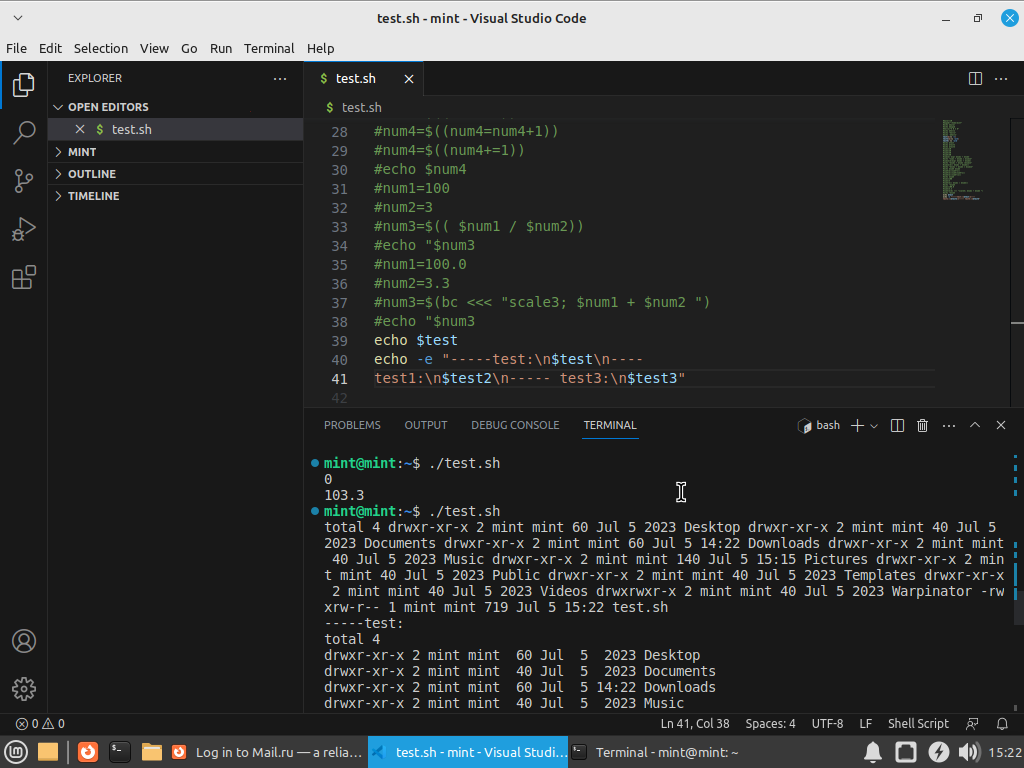 test.sh - mint - Visual Studio Code
File Edit Selection View Go Run Terminal Help
EXPLORER
OPEN EDITORS
$ test.sh
MINT
OUTLINE
TIMELINE
$ test.sh
$ test.sh
28 #num4=$((num4=num4+1))
29 #num4=$((num4+=1))
30 #echo $num4
31 #num1=100
32 #num2=3
33 #num3=$(( $num1 / $num2))
34 #echo "$num3
35 #num1=100.0
36 #num2=3.3
37 #num3=$(bc <<< "scale3; $num1 + $num2 ")
38 #echo "$num3
39 echo $test
40 echo -e "-----test:\n$test\n----
41 test1:\n$test2\n----- test3:\n$test3"
42
PROBLEMS OUTPUT DEBUG CONSOLE TERMINAL
bash
mint@mint:~$ ./test.sh
0
103.3
mint@mint:~$ ./test.sh
total 4 drwxr-xr-x 2 mint mint 60 Jul 5 2023 Desktop drwxr-xr-x 2 mint mint 40 Jul 5
2023 Documents drwxr-xr-x 2 mint mint 60 Jul 5 14:22 Downloads drwxr-xr-x 2 mint mint
40 Jul 5 2023 Music drwxr-xr-x 2 mint mint 140 Jul 5 15:15 Pictures drwxr-xr-x 2 min
t mint 40 Jul 5 2023 Public drwxr-xr-x 2 mint mint 40 Jul 5 2023 Templates drwxr-xr-x
2 mint mint 40 Jul 5 2023 Videos drwxrwxr-x 2 mint mint 40 Jul 5 2023 Warpinator -rw
xrw-r-- 1 mint mint 719 Jul 5 15:22 test.sh
-----test:
total 4
drwxr-xr-x 2 mint mint  60 Jul  5  2023 Desktop
drwxr-xr-x 2 mint mint  40 Jul  5  2023 Documents
drwxr-xr-x 2 mint mint  60 Jul  5 14:22 Downloads
drwxr-xr-x 2 mint mint  40 Jul  5  2023 Music
0 0 Ln 41, Col 38 Spaces: 4 UTF-8 LF Shell Script
Log in to Mail.ru — a relia... test.sh - mint - Visual Studi... Terminal - mint@mint: ~ 15:22